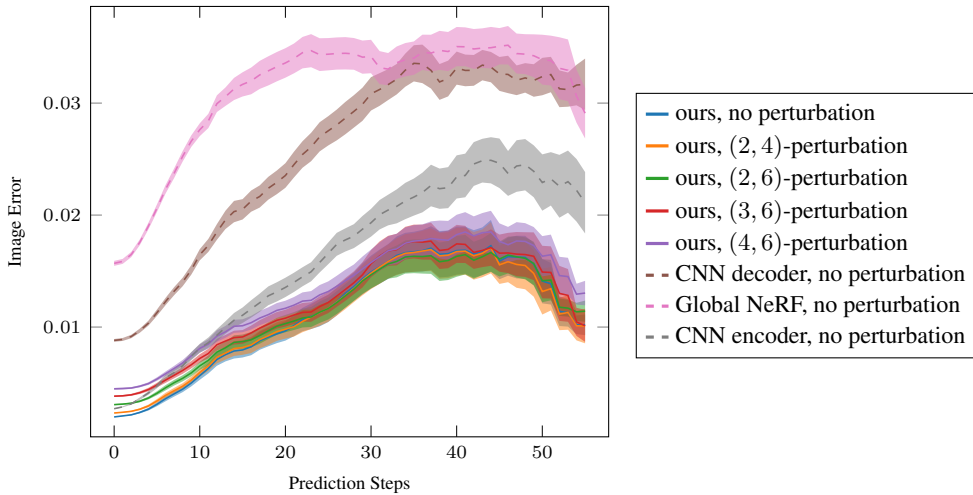 0.03
0.02
0.01
Image Error
0
10
20
30
40
50
Prediction Steps
ours, no perturbation
ours, (2, 4)-perturbation
ours, (2, 6)-perturbation
ours, (3, 6)-perturbation
ours, (4, 6)-perturbation
CNN decoder, no perturbation
Global NeRF, no perturbation
CNN encoder, no perturbation